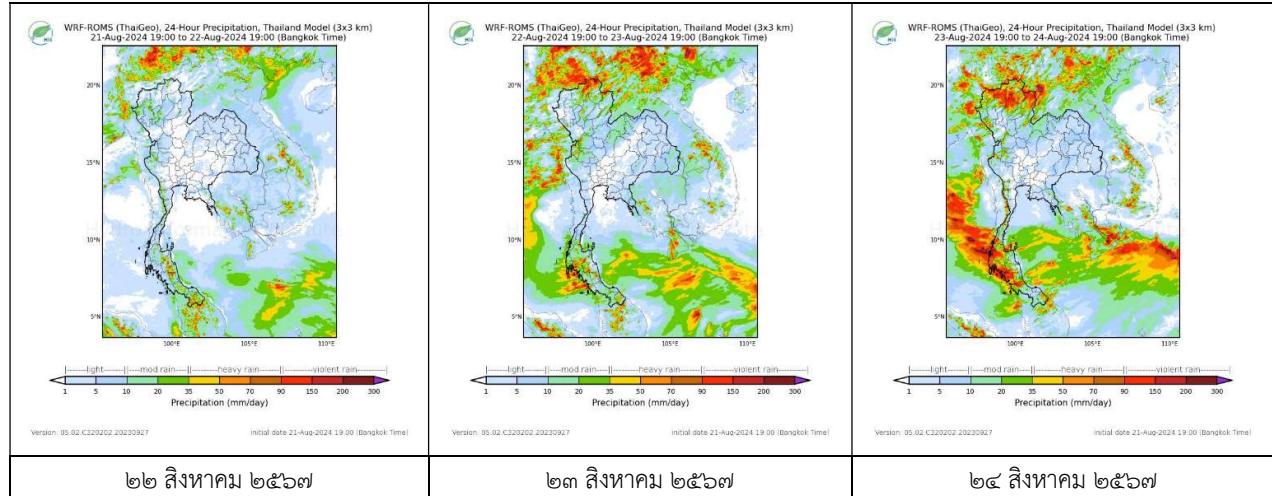 WRF-ROMS (ThaiGeo), 24-Hour Precipitation, Thailand Model (3x3 km)
21-Aug-2024 19:00 to 22-Aug-2024 19:00 (Bangkok Time)
20°N
15°N
10°N
5°N
100°E 105°E 110°E
|-------light-------||----mod rain----||--------heavy rain--------||------violent rain------|
1 5 10 20 35 50 70 90 150 200 300
Precipitation (mm/day)
Version: 05.02.C320202.20230927 initial date 21-Aug-2024 19:00 (Bangkok Time)
๒๒ สิงหาคม ๒๕๖๗
WRF-ROMS (ThaiGeo), 24-Hour Precipitation, Thailand Model (3x3 km)
22-Aug-2024 19:00 to 23-Aug-2024 19:00 (Bangkok Time)
20°N
15°N
10°N
5°N
100°E 105°E 110°E
|-------light-------||----mod rain----||--------heavy rain--------||------violent rain------|
1 5 10 20 35 50 70 90 150 200 300
Precipitation (mm/day)
Version: 05.02.C320202.20230927 initial date 21-Aug-2024 19:00 (Bangkok Time)
๒๓ สิงหาคม ๒๕๖๗
WRF-ROMS (ThaiGeo), 24-Hour Precipitation, Thailand Model (3x3 km)
23-Aug-2024 19:00 to 24-Aug-2024 19:00 (Bangkok Time)
20°N
15°N
10°N
5°N
100°E 105°E 110°E
|-------light-------||----mod rain----||--------heavy rain--------||------violent rain------|
1 5 10 20 35 50 70 90 150 200 300
Precipitation (mm/day)
Version: 05.02.C320202.20230927 initial date 21-Aug-2024 19:00 (Bangkok Time)
๒๔ สิงหาคม ๒๕๖๗